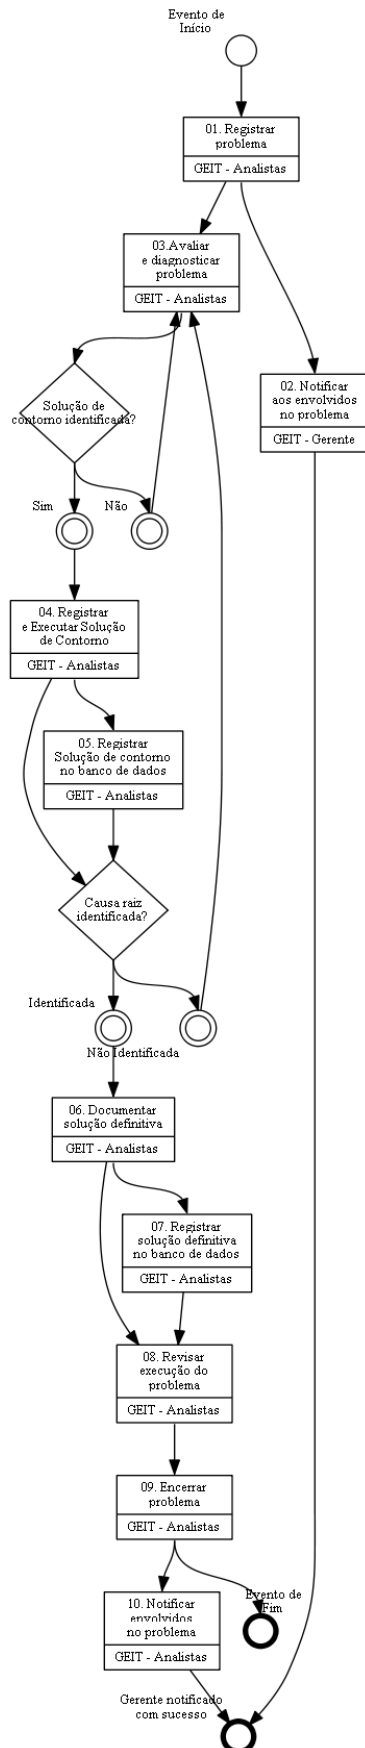 Evento de
Início
01. Registrar
problema
GEIT - Analistas
03.Avaliar
e diagnosticar
problema
GEIT - Analistas
02. Notificar
aos envolvidos
no problema
GEIT - Gerente
Solução de
contorno identificada?
Sim
Não
04. Registrar
e Executar Solução
de Contorno
GEIT - Analistas
05. Registrar
Solução de contorno
no banco de dados
GEIT - Analistas
Causa raiz
identificada?
Identificada
Não Identificada
06. Documentar
solução definitiva
GEIT - Analistas
07. Registrar
solução definitiva
no banco de dados
GEIT - Analistas
08. Revisar
execução do
problema
GEIT - Analistas
09. Encerrar
problema
GEIT - Analistas
10. Notificar
envolvidos
no problema
GEIT - Analistas
Evento de
Fim
Gerente notificado
com sucesso